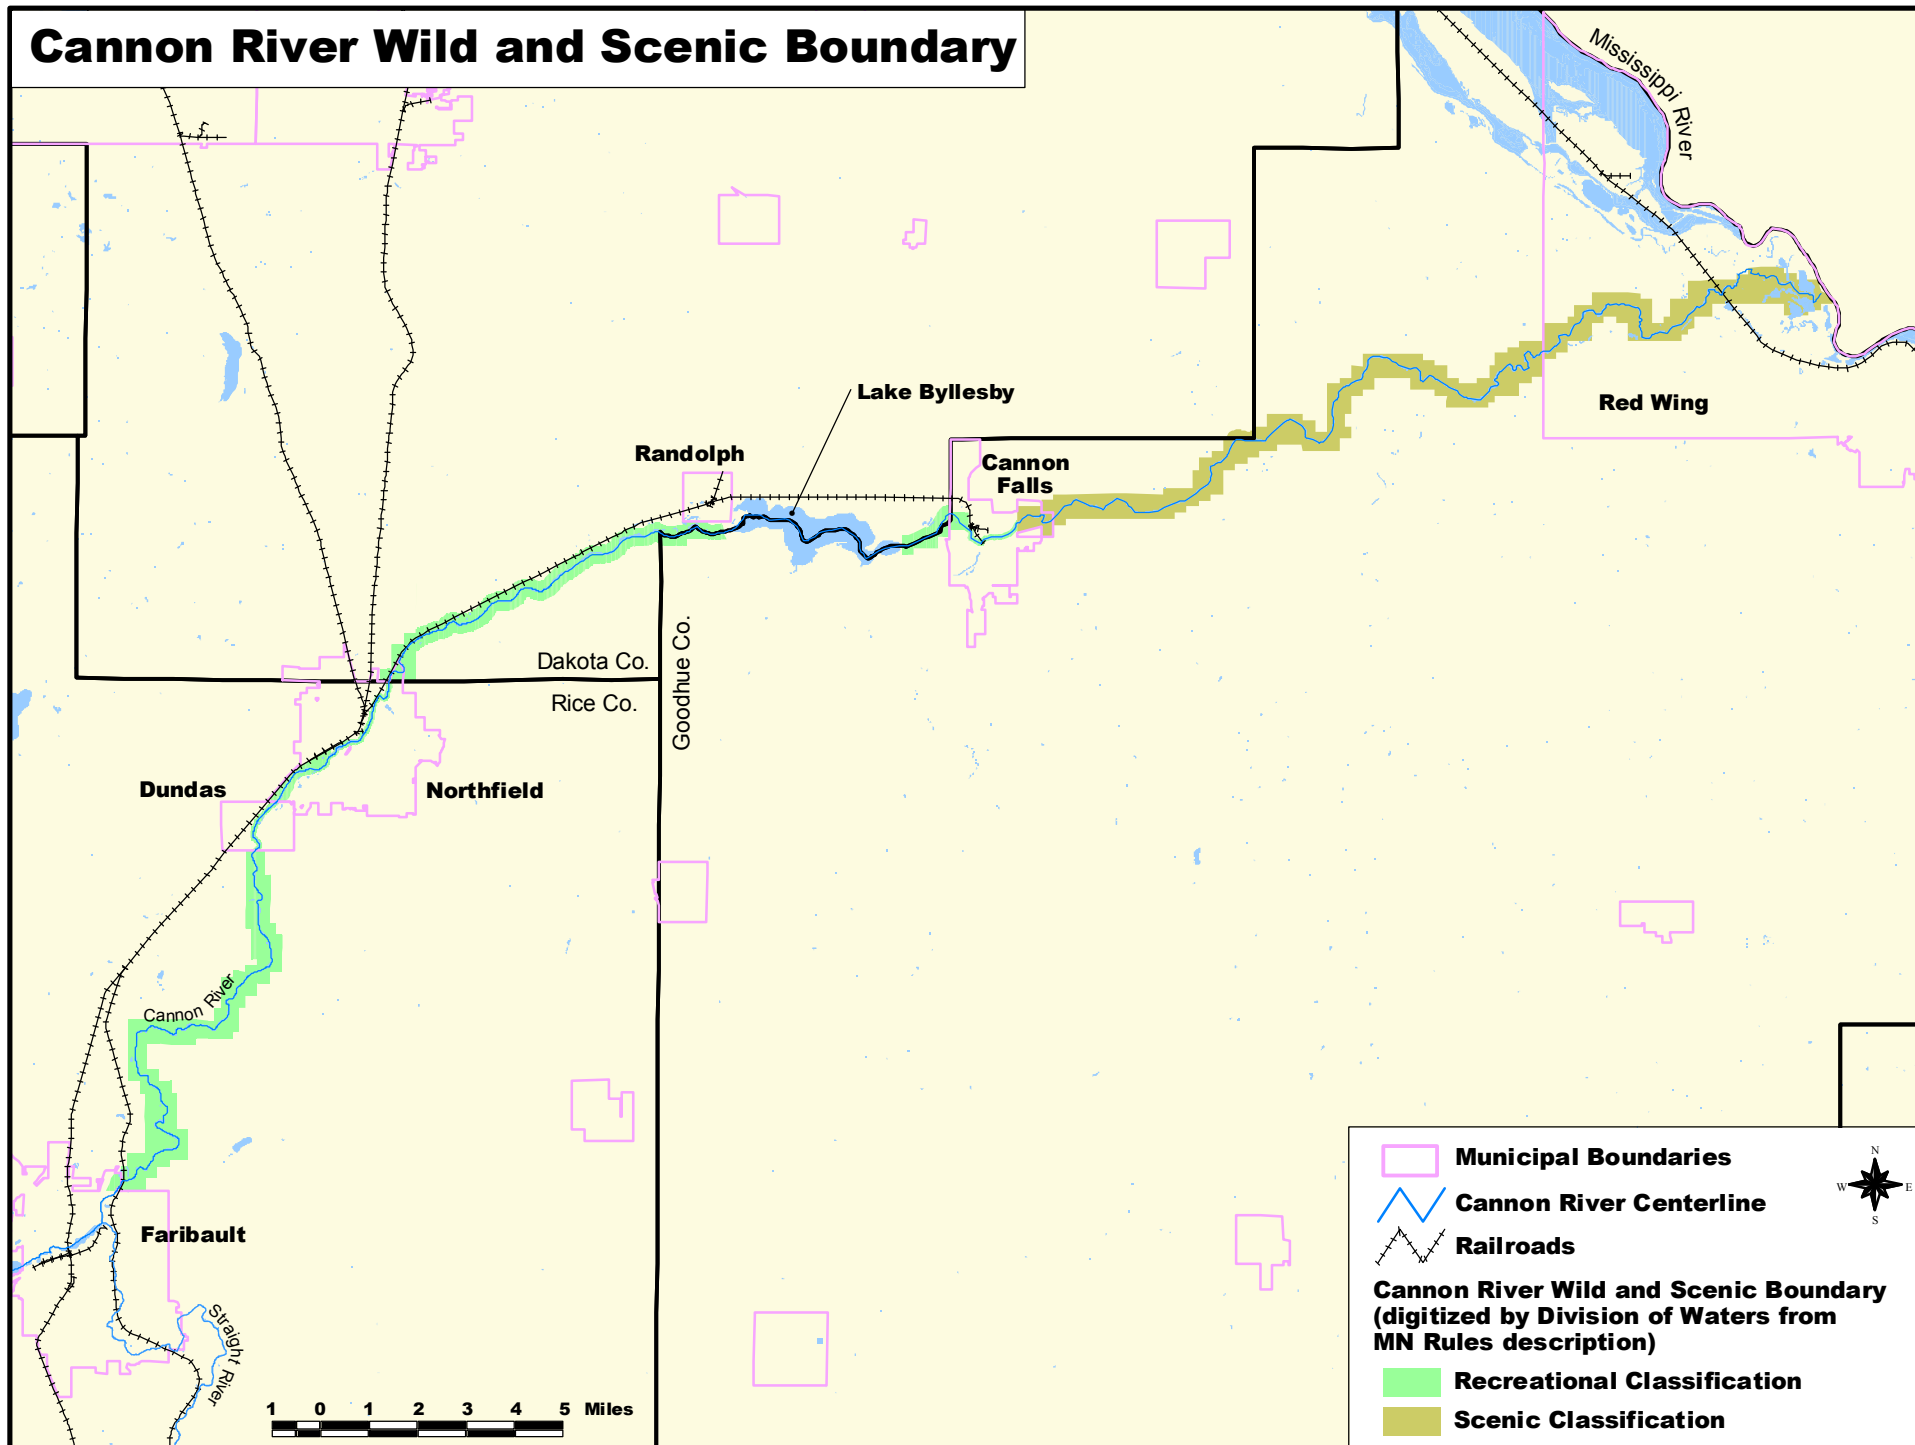 Cannon River Wild and Scenic Boundary
Mississippi River
Lake Byllesby
Red Wing
Randolph
Cannon
Falls
Dakota Co.
Rice Co.
Goodhue Co.
Dundas
Northfield
Cannon River
Faribault
Straight River
1 0 1 2 3 4 5 Miles
Municipal Boundaries
Cannon River Centerline
Railroads
N
W E
S
Cannon River Wild and Scenic Boundary
(digitized by Division of Waters from
MN Rules description)
Recreational Classification
Scenic Classification